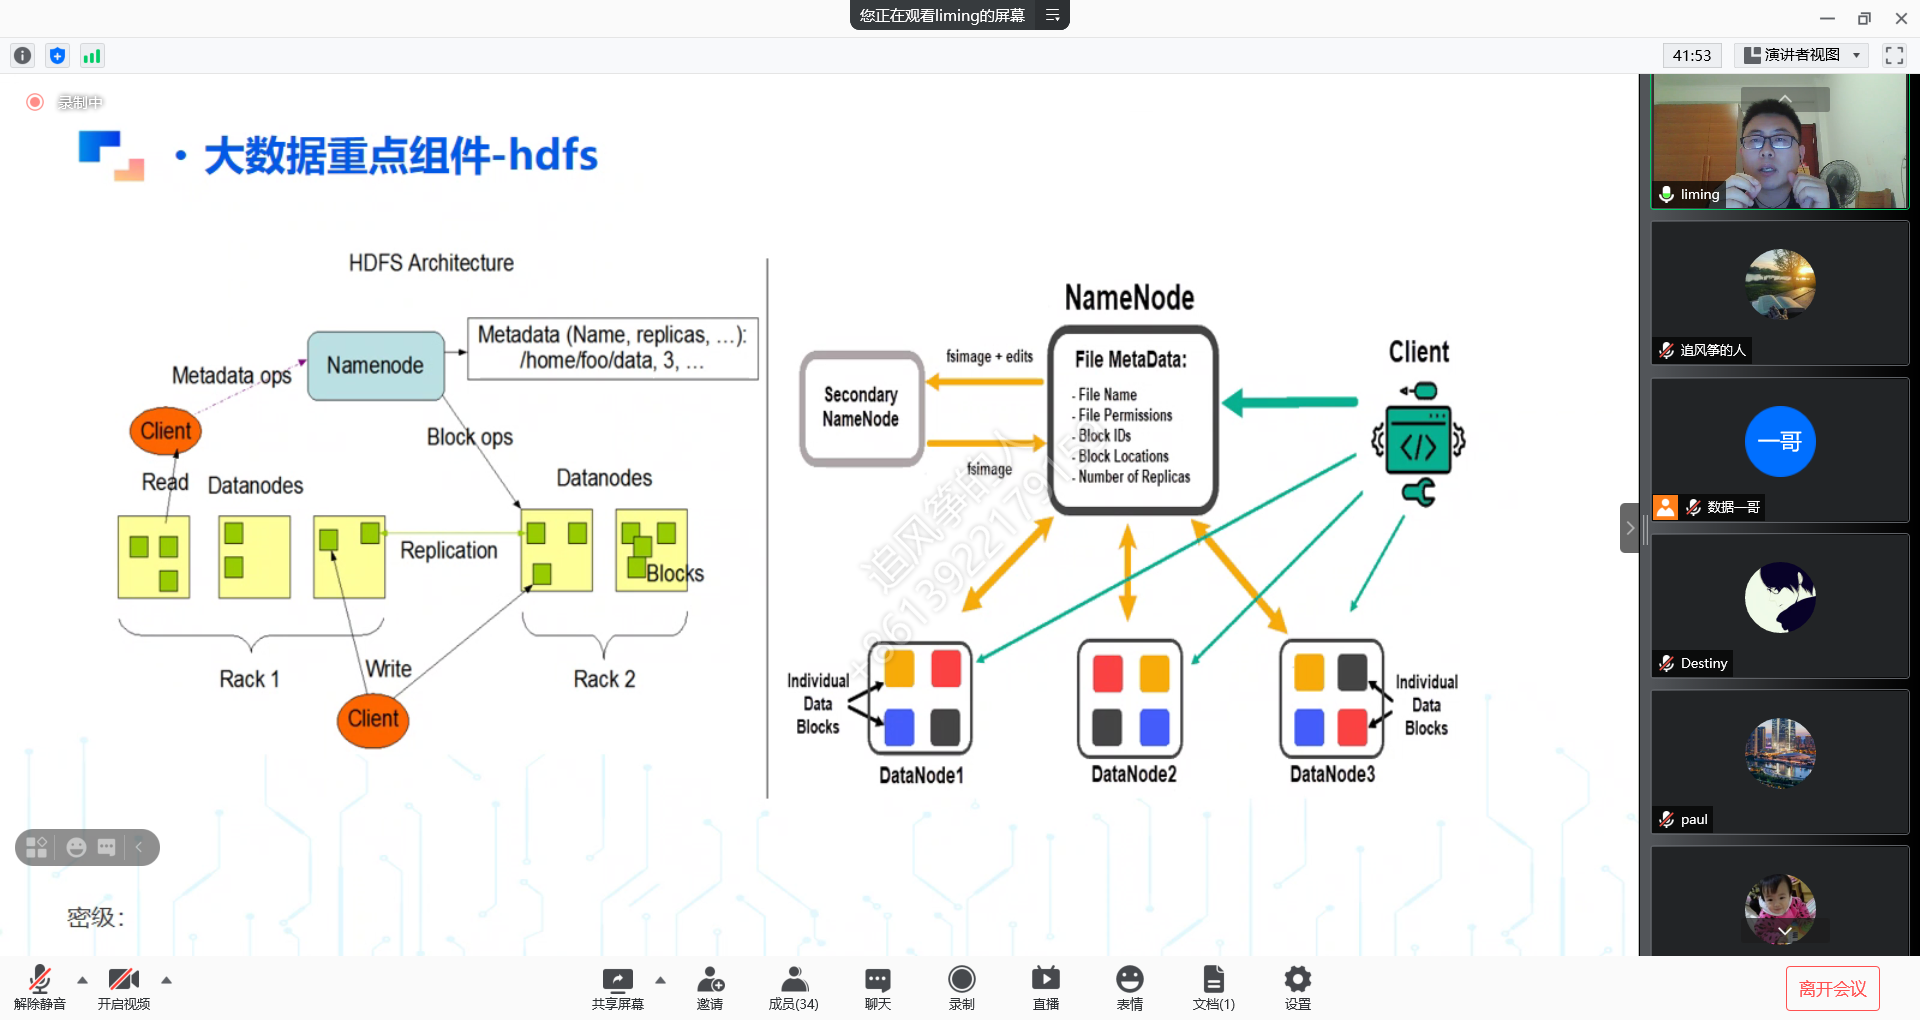 您正在观看liming的屏幕
41:53
演讲者视图
录制中
• 大数据重点组件-hdfs
HDFS Architecture
Namenode
Metadata (Name, replicas, ...):
/home/foo/data, 3, ...
Metadata ops
Client
Block ops
Read
Datanodes
Datanodes
Replication
Blocks
Rack 1
Write
Rack 2
Client
NameNode
Secondary
NameNode
fsimage + edits
fsimage
File MetaData:
- File Name
- File Permissions
- Block IDs
- Block Locations
- Number of Replicas
Client
Individual
Data
Blocks
DataNode1
DataNode2
DataNode3
Individual
Data
Blocks
追风筝的人
密级:
liming
追风筝的人
一哥
数据一哥
Destiny
paul
解除静音
开启视频
共享屏幕
邀请
成员(34)
聊天
录制
直播
表情
文档(1)
设置
离开会议